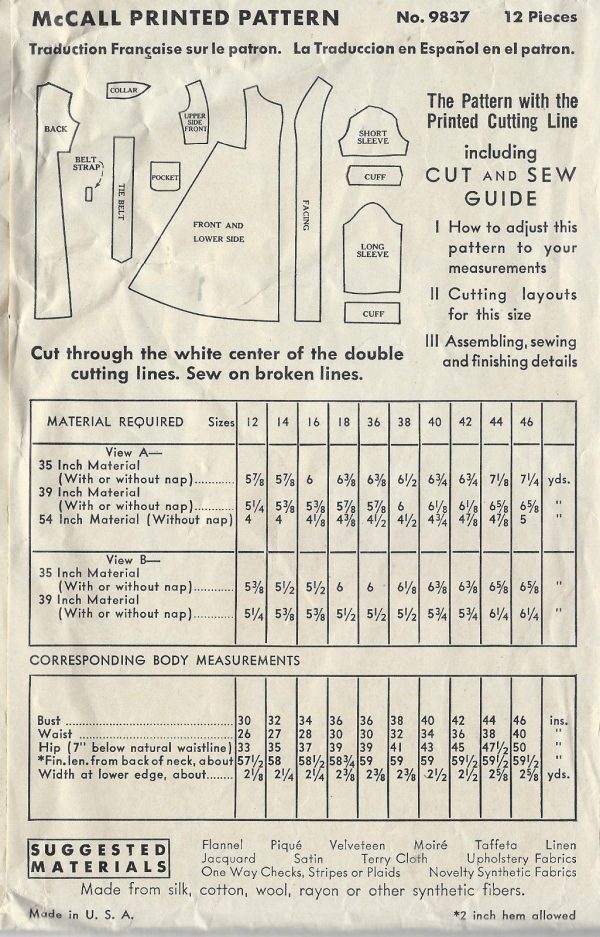 McCALL PRINTED PATTERN No. 9837 12 Pieces
Traduction Française sur le patron. La Traduccion en Español en el patron.
BACK
COLLAR
BELT STRAP
TIE BELT
UPPER SIDE FRONT
POCKET
FRONT AND LOWER SIDE
FACING
SHORT SLEEVE
CUFF
LONG SLEEVE
CUFF
The Pattern with the
Printed Cutting Line
including
CUT AND SEW
GUIDE
I How to adjust this
pattern to your
measurements
II Cutting layouts
for this size
III Assembling, sewing
and finishing details
Cut through the white center of the double
cutting lines. Sew on broken lines.
MATERIAL REQUIRED Sizes 12 14 16 18 36 38 40 42 44 46
View A—
35 Inch Material
(With or without nap)............ 5⅞ 5⅞ 6 6⅜ 6⅜ 6½ 6¾ 6¾ 7⅛ 7¼ yds.
39 Inch Material
(With or without nap)............ 5¼ 5⅜ 5⅜ 5⅞ 5⅞ 6 6⅛ 6⅛ 6⅝ 6⅝ "
54 Inch Material (Without nap) 4 4 4⅛ 4⅜ 4½ 4½ 4¾ 4⅞ 4⅞ 5 "
View B—
35 Inch Material
(With or without nap)............ 5⅜ 5½ 5½ 6 6 6⅛ 6⅜ 6⅜ 6⅝ 6⅝ "
39 Inch Material
(With or without nap)............ 5¼ 5⅜ 5⅜ 5½ 5½ 5½ 5¾ 5¾ 6¼ 6¼ "
CORRESPONDING BODY MEASUREMENTS
Bust ............ 30 32 34 36 36 38 40 42 44 46 ins.
Waist ............ 26 27 28 30 30 32 34 36 38 40 "
Hip (7" below natural waistline) 33 35 37 39 39 41 43 45 47½ 50 "
*Fin. len. from back of neck, about 57½ 58 58½ 58¾ 59 59 59 59½ 59½ 59½ "
Width at lower edge, about........ 2⅛ 2¼ 2¼ 2⅜ 2⅜ 2⅜ 2½ 2½ 2⅝ 2⅝ yds.
SUGGESTED MATERIALS
Flannel Piqué Velveteen Moiré Taffeta Linen
Jacquard Satin Terry Cloth Upholstery Fabrics
One Way Checks, Stripes or Plaids Novelty Synthetic Fabrics
Made from silk, cotton, wool, rayon or other synthetic fibers.
Made in U. S. A. *2 inch hem allowed